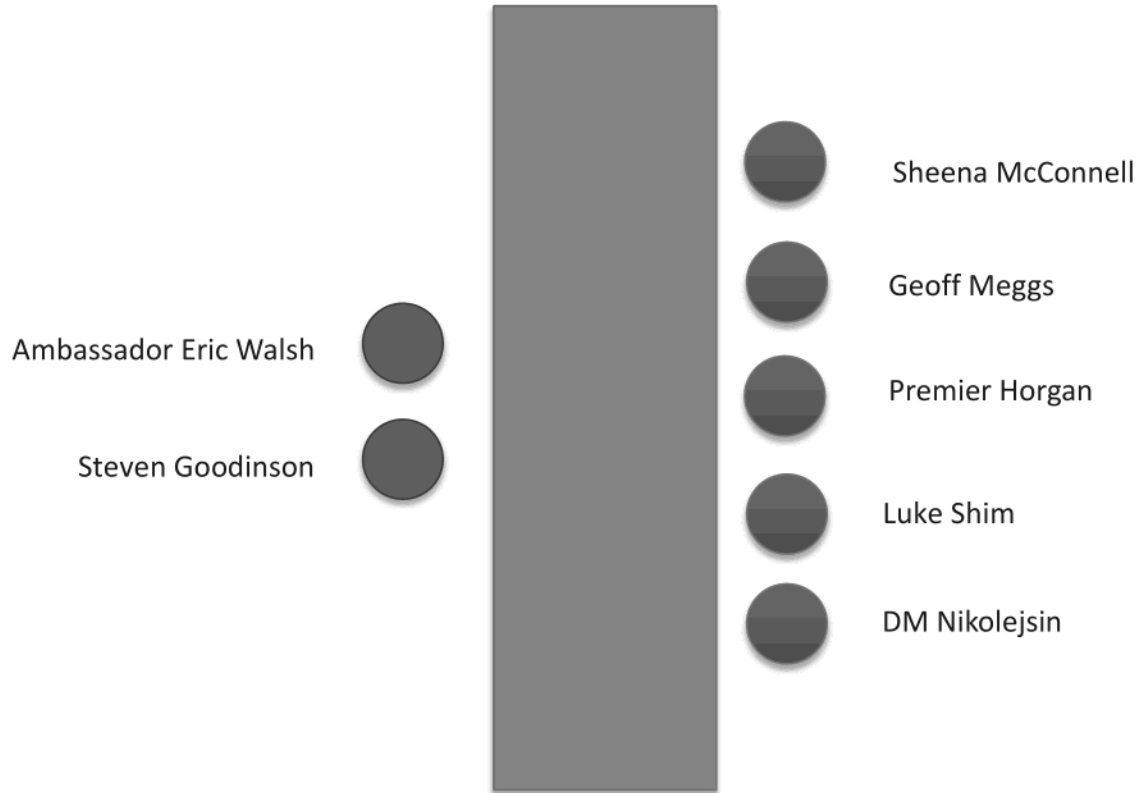 Sheena McConnell
Geoff Meggs
Ambassador Eric Walsh
Premier Horgan
Steven Goodinson
Luke Shim
DM Nikolejsin